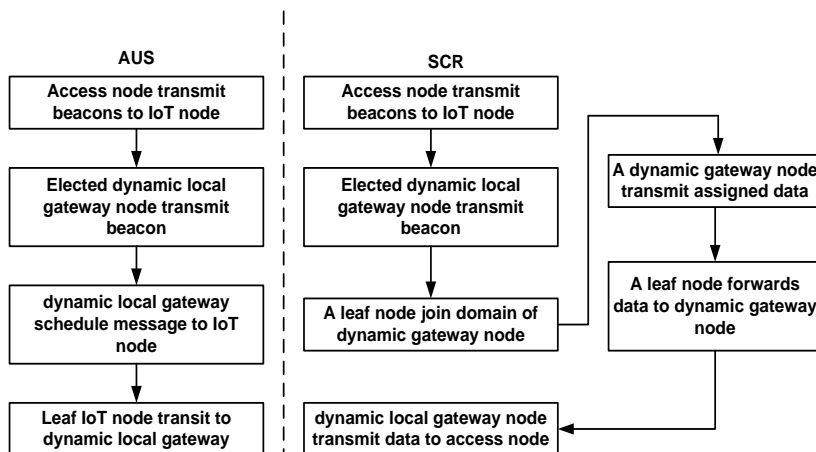 AUS
Access node transmit
beacons to IoT node
Elected dynamic local
gateway node transmit
beacon
dynamic local gateway
schedule message to IoT
node
Leaf IoT node transit to
dynamic local gateway
SCR
Access node transmit
beacons to IoT node
Elected dynamic local
gateway node transmit
beacon
A leaf node join domain of
dynamic gateway node
A dynamic gateway node
transmit assigned data
A leaf node forwards
data to dynamic gateway
node
dynamic local gateway node
transmit data to access node